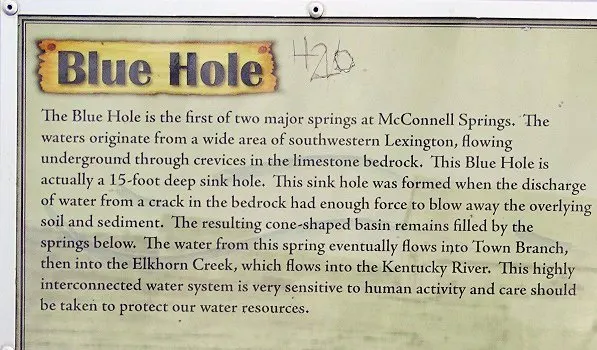 Blue Hole
420
The Blue Hole is the first of two major springs at McConnell Springs. The
waters originate from a wide area of southwestern Lexington, flowing
underground through crevices in the limestone bedrock. This Blue Hole is
actually a 15-foot deep sink hole. This sink hole was formed when the discharge
of water from a crack in the bedrock had enough force to blow away the overlying
soil and sediment. The resulting cone-shaped basin remains filled by the
springs below. The water from this spring eventually flows into Town Branch,
then into the Elkhorn Creek, which flows into the Kentucky River. This highly
interconnected water system is very sensitive to human activity and care should
be taken to protect our water resources.